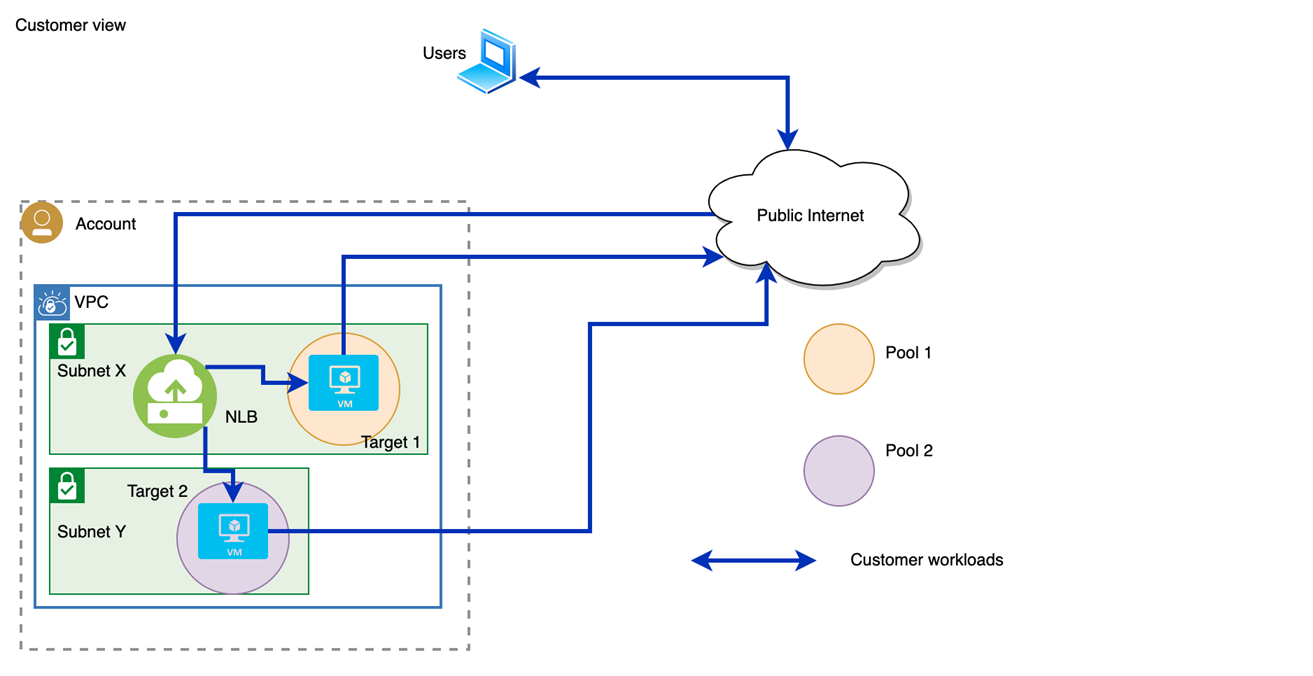 Customer view
Users
Public Internet
Account
VPC
Subnet X
NLB
VM
Target 1
Target 2
Subnet Y
VM
Pool 1
Pool 2
Customer workloads